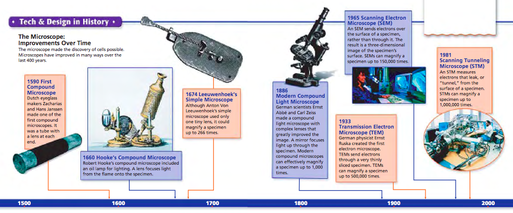 Tech & Design in History
The Microscope:
Improvements Over Time
The microscope made the discovery of cells possible.
Microscopes have improved in many ways over the
last 400 years.
1590 First
Compound
Microscope
Dutch eyeglass
makers Zacharias
and Hans Janssen
made one of the
first compound
microscopes. It
was a tube with
a lens at each
end.
1660 Hooke's Compound Microscope
Robert Hooke's compound microscope included
an oil lamp for lighting. A lens focuses light
from the flame onto the specimen.
1674 Leeuwenhoek's
Simple Microscope
Although Anton Van
Leeuwenhoek's simple
microscope used only
one tiny lens, it could
magnify a specimen
up to 266 times.
1886
Modern Compound
Light Microscope
German scientists Ernst
Abbé and Carl Zeiss
made a compound
light microscope with
complex lenses that
greatly improved the
image. A mirror focuses
light up through the
specimen. Modern
compound microscopes
can effectively magnify
a specimen up to 1,000
times.
1933
Transmission Electron
Microscope (TEM)
German physicist Ernst
Ruska created the first
electron microscope.
TEMs send electrons
through a very thinly
sliced specimen. TEMs
can magnify a specimen
up to 500,000 times.
1965 Scanning Electron
Microscope (SEM)
An SEM sends electrons over
the surface of a specimen,
rather than through it. The
result is a three-dimensional
image of the specimen's
surface. SEMs can magnify a
specimen up to 150,000 times.
1981
Scanning Tunneling
Microscope (STM)
An STM measures
electrons that leak, or
"tunnel," from the
surface of a specimen.
STMs can magnify a
specimen up to
1,000,000 times.
1500 1600 1700 1800 1900 2000